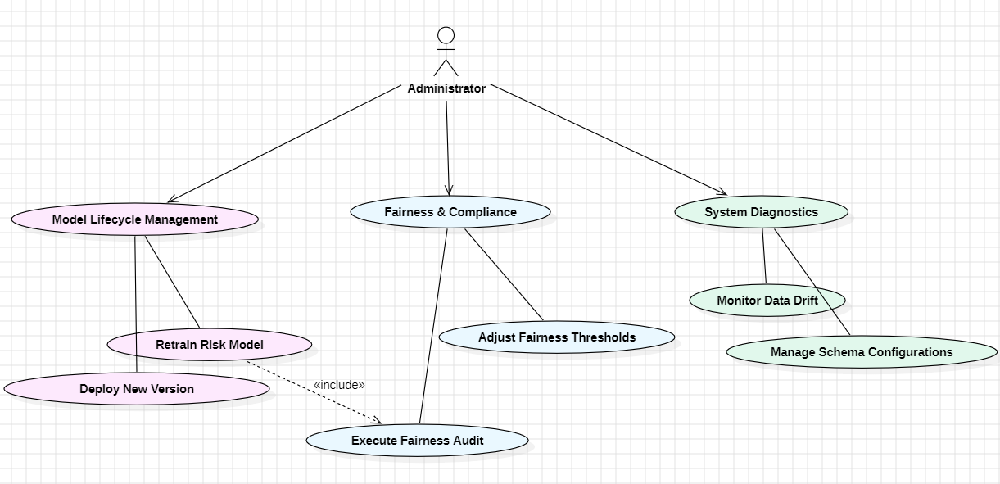 Administrator
Model Lifecycle Management
Fairness & Compliance
System Diagnostics
Monitor Data Drift
Retrain Risk Model
Adjust Fairness Thresholds
Manage Schema Configurations
Deploy New Version
«include»
Execute Fairness Audit